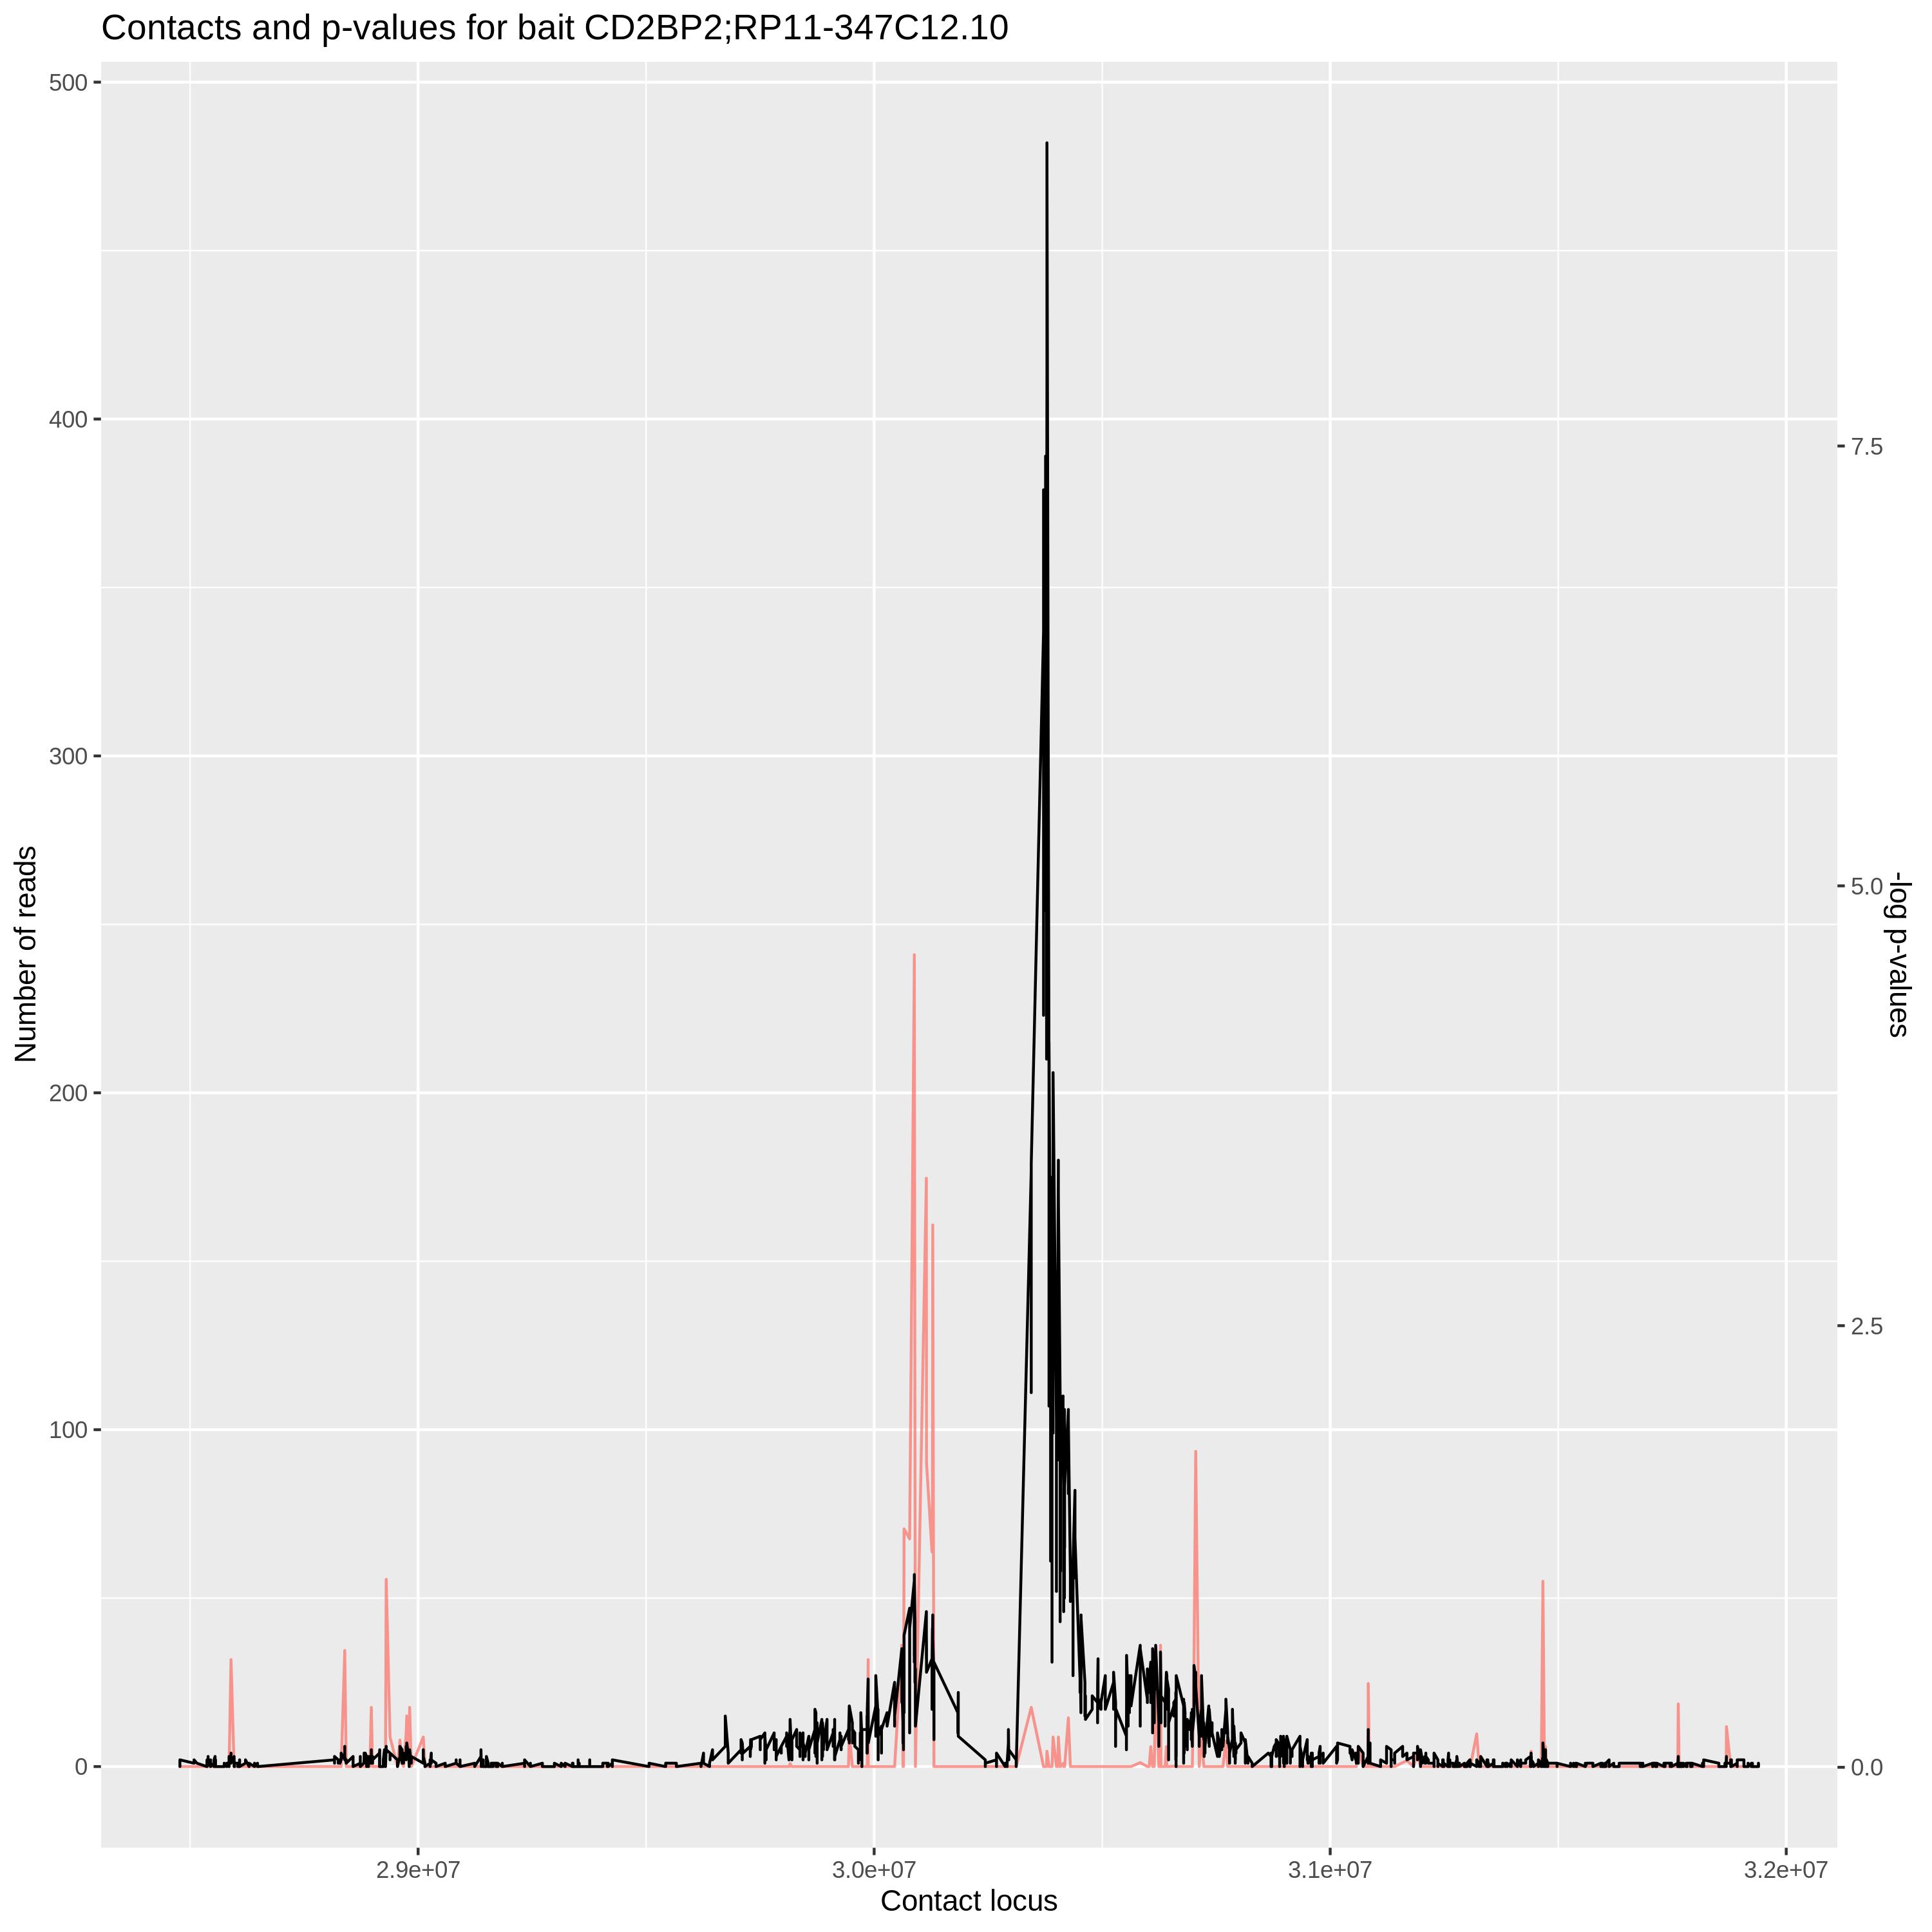 Contacts and p-values for bait CD2BP2;RP11-347C12.10
500
400
300
200
100
0
Number of reads
7.5
5.0
2.5
0.0
-log p-values
2.9e+07
3.0e+07
3.1e+07
3.2e+07
Contact locus